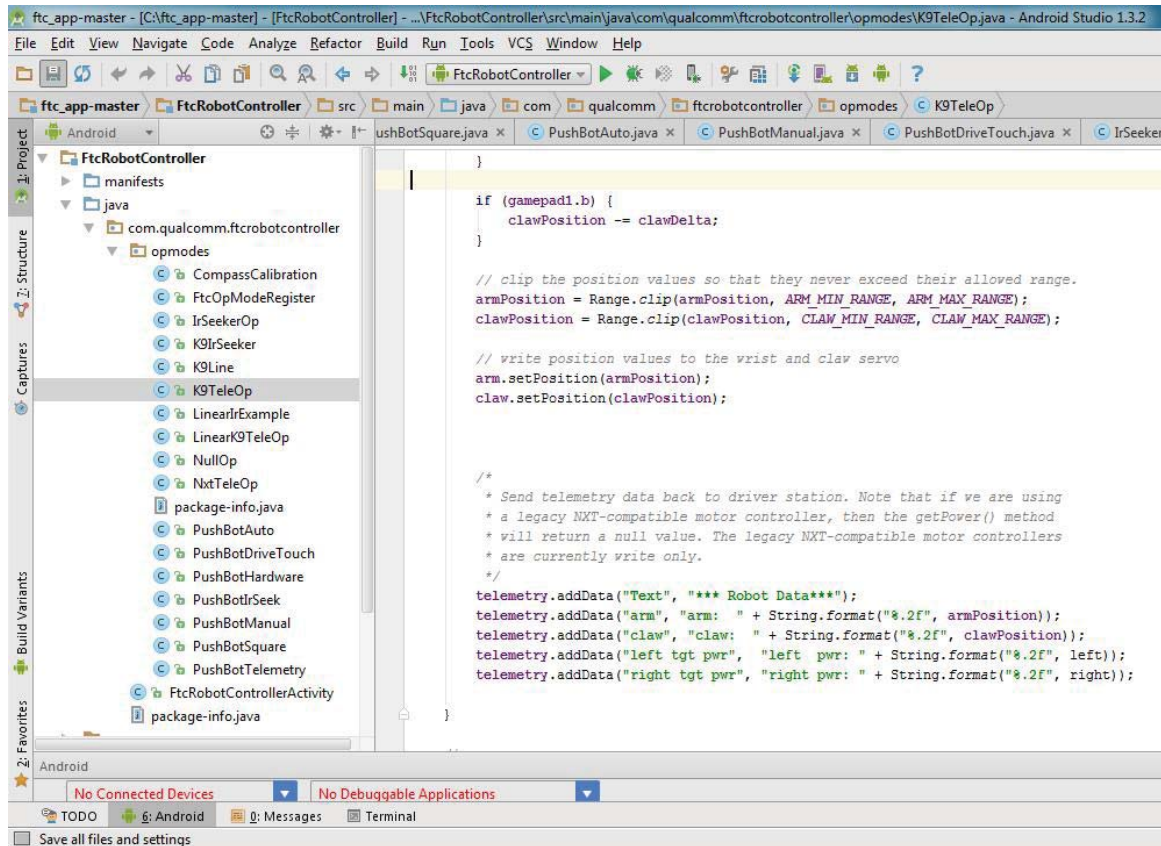 ftc_app-master - [C:\ftc_app-master] - [FtcRobotController] - ...\FtcRobotController\src\main\java\com\qualcomm\ftcrobotcontroller\opmodes\K9TeleOp.java - Android Studio 1.3.2
File Edit View Navigate Code Analyze Refactor Build Run Tools VCS Window Help
FtcRobotController
ftc_app-master FtcRobotController src main java com qualcomm ftcrobotcontroller opmodes K9TeleOp
Android
ushBotSquare.java PushBotAuto.java PushBotManual.java PushBotDriveTouch.java IrSeeker
1: Project
7: Structure
Captures
Build Variants
2: Favorites
FtcRobotController
manifests
java
com.qualcomm.ftcrobotcontroller
opmodes
CompassCalibration
FtcOpModeRegister
IrSeekerOp
K9IrSeeker
K9Line
K9TeleOp
LinearIrExample
LinearK9TeleOp
NullOp
NxtTeleOp
package-info.java
PushBotAuto
PushBotDriveTouch
PushBotHardware
PushBotIrSeek
PushBotManual
PushBotSquare
PushBotTelemetry
FtcRobotControllerActivity
package-info.java
}
if (gamepad1.b) {
clawPosition -= clawDelta;
}
// clip the position values so that they never exceed their allowed range.
armPosition = Range.clip(armPosition, ARM_MIN_RANGE, ARM_MAX_RANGE);
clawPosition = Range.clip(clawPosition, CLAW_MIN_RANGE, CLAW_MAX_RANGE);
// write position values to the wrist and claw servo
arm.setPosition(armPosition);
claw.setPosition(clawPosition);
/*
* Send telemetry data back to driver station. Note that if we are using
* a legacy NXT-compatible motor controller, then the getPower() method
* will return a null value. The legacy NXT-compatible motor controllers
* are currently write only.
*/
telemetry.addData("Text", "*** Robot Data***");
telemetry.addData("arm", "arm:  " + String.format("%.2f", armPosition));
telemetry.addData("claw", "claw:  " + String.format("%.2f", clawPosition));
telemetry.addData("left tgt pwr",  "left  pwr: " + String.format("%.2f", left));
telemetry.addData("right tgt pwr", "right pwr: " + String.format("%.2f", right));
}
Android
No Connected Devices No Debuggable Applications
TODO 6: Android 0: Messages Terminal
Save all files and settings